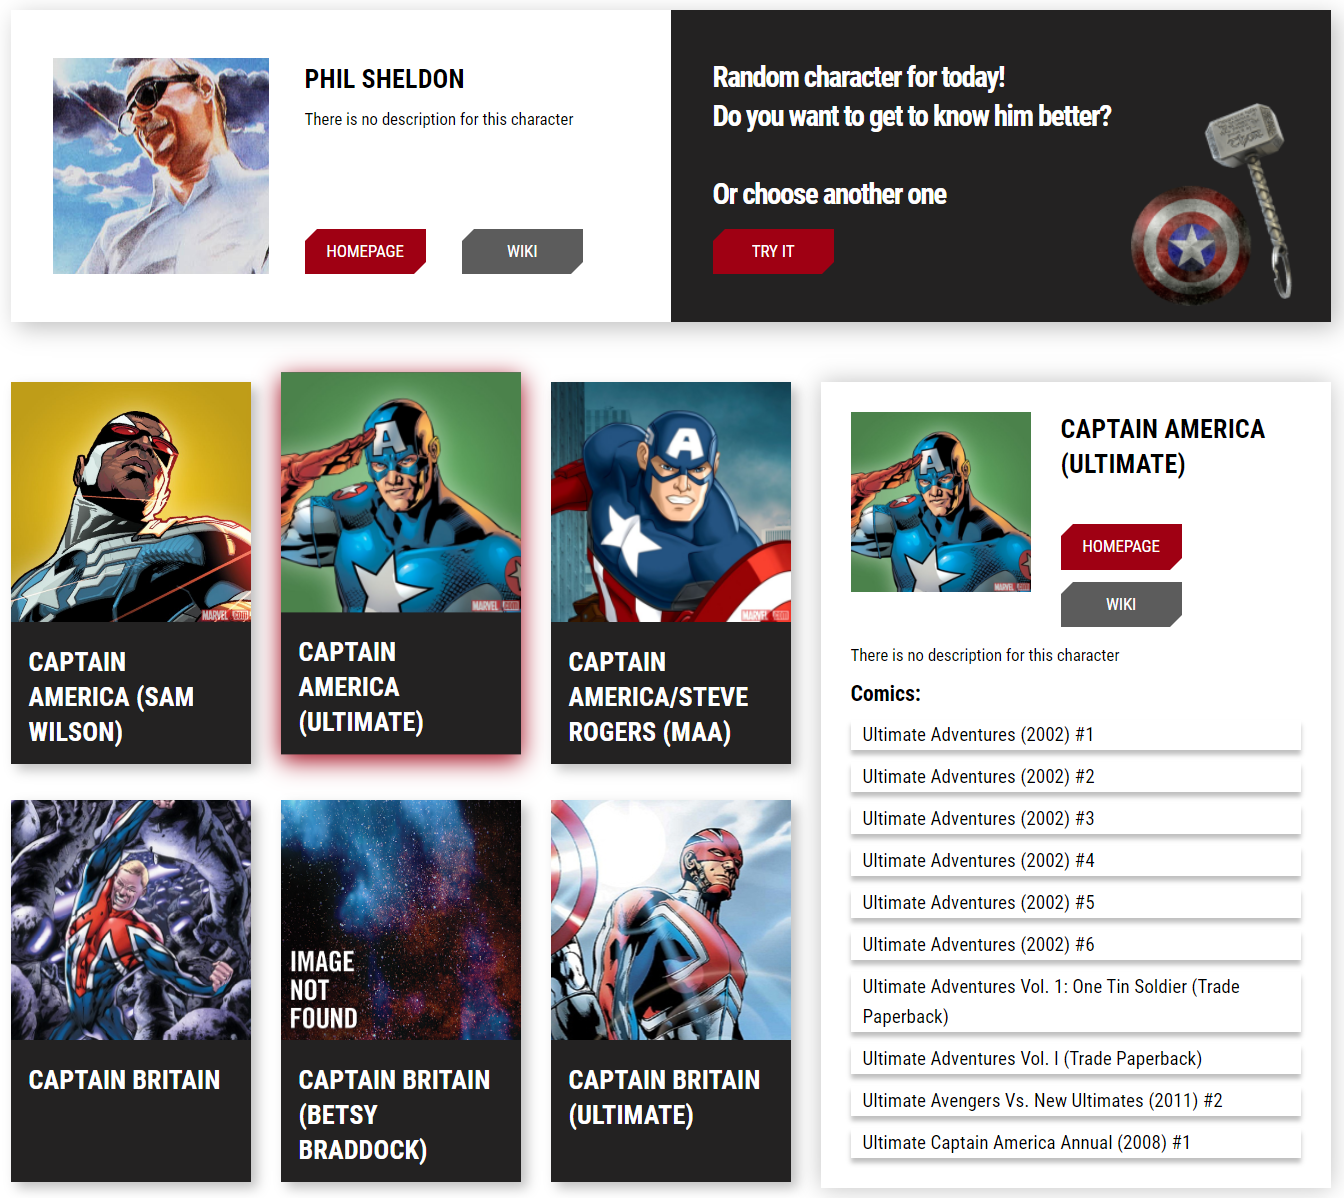 PHIL SHELDON
There is no description for this character
HOMEPAGE
WIKI
Random character for today!
Do you want to get to know him better?
Or choose another one
TRY IT
A
MARVEL.com
CAPTAIN
AMERICA (SAM
WILSON)
CAPTAIN
AMERICA
(ULTIMATE)
CAPTAIN
AMERICA/STEVE
ROGERS (MAA)
CAPTAIN BRITAIN
IMAGE
NOT
FOUND
CAPTAIN BRITAIN
(BETSY
BRADDOCK)
CAPTAIN BRITAIN
(ULTIMATE)
CAPTAIN AMERICA
(ULTIMATE)
HOMEPAGE
WIKI
There is no description for this character
Comics:
Ultimate Adventures (2002) #1
Ultimate Adventures (2002) #2
Ultimate Adventures (2002) #3
Ultimate Adventures (2002) #4
Ultimate Adventures (2002) #5
Ultimate Adventures (2002) #6
Ultimate Adventures Vol. 1: One Tin Soldier (Trade
Paperback)
Ultimate Adventures Vol. I (Trade Paperback)
Ultimate Avengers Vs. New Ultimates (2011) #2
Ultimate Captain America Annual (2008) #1